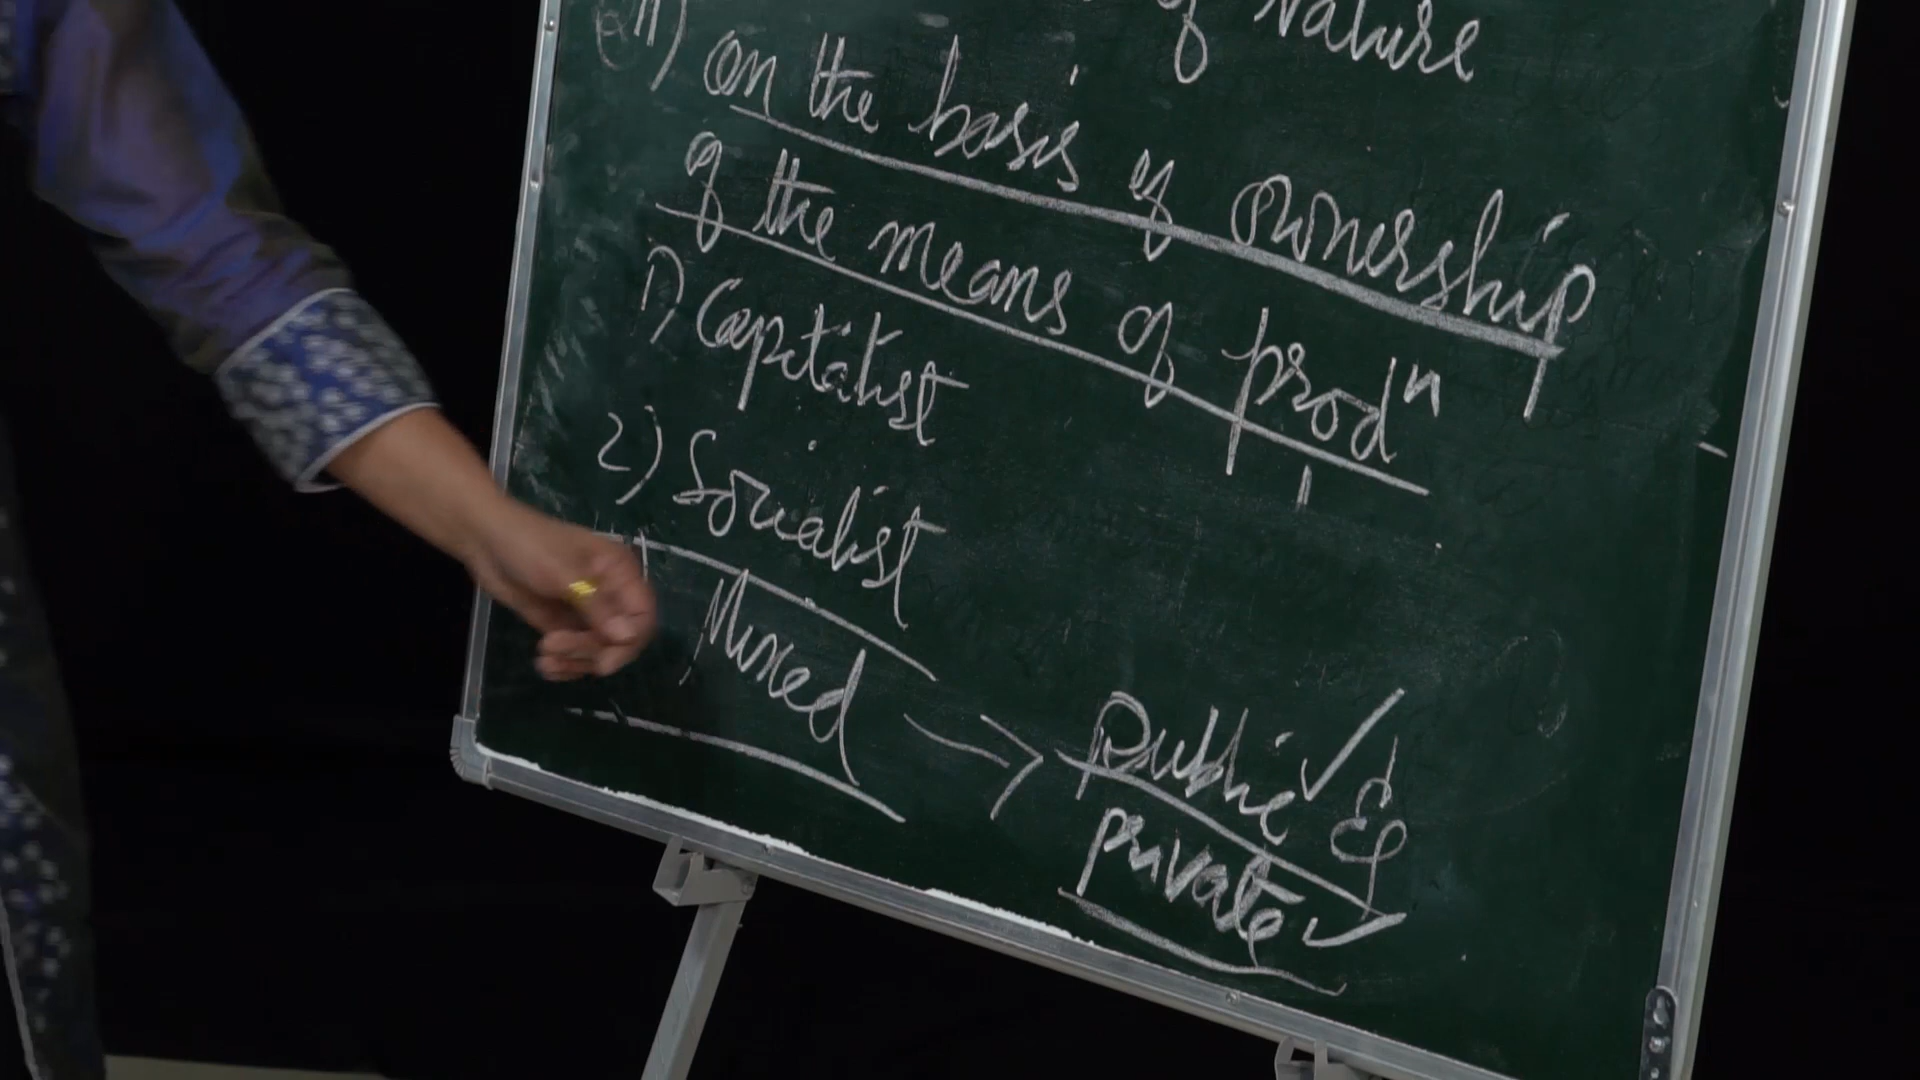 of Nature
II) on the basis of ownership
of the means of prodⁿ
1) Capitalist
2) Socialist
Mixed → public ✓ &
private ✓